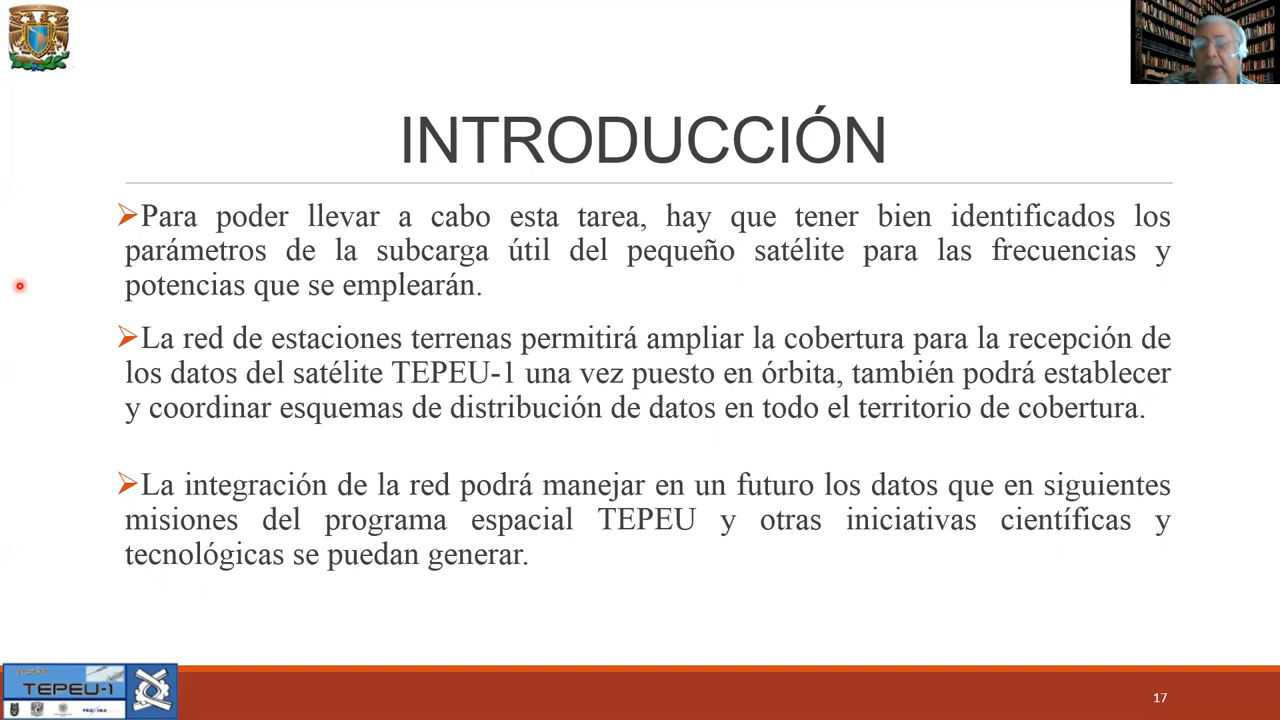 INTRODUCCIÓN
➢Para poder llevar a cabo esta tarea, hay que tener bien identificados los
parámetros de la subcarga útil del pequeño satélite para las frecuencias y
potencias que se emplearán.
➢La red de estaciones terrenas permitirá ampliar la cobertura para la recepción de
los datos del satélite TEPEU-1 una vez puesto en órbita, también podrá establecer
y coordinar esquemas de distribución de datos en todo el territorio de cobertura.
➢La integración de la red podrá manejar en un futuro los datos que en siguientes
misiones del programa espacial TEPEU y otras iniciativas científicas y
tecnológicas se puedan generar.
TEPEU-1
17